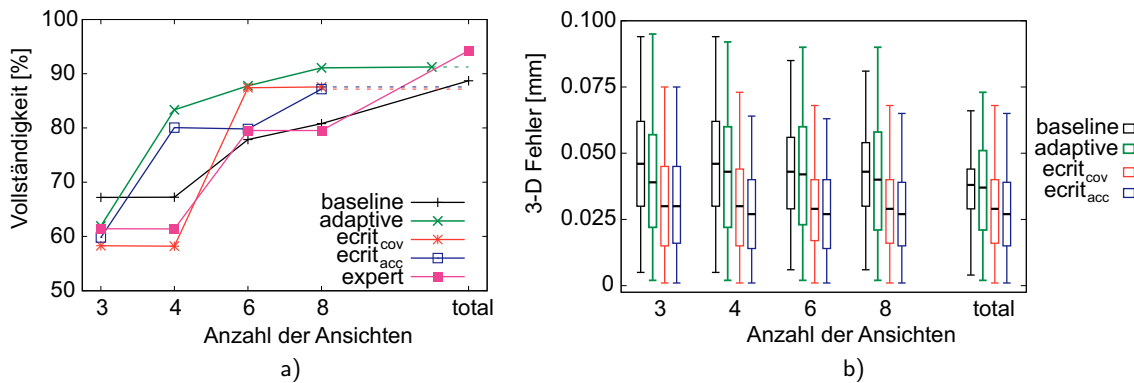 Vollständigkeit [%]
100
90
80
70
60
50
3 4 6 8 total
Anzahl der Ansichten
baseline
adaptive
ecrit_cov
ecrit_acc
expert
a)
3-D Fehler [mm]
0.100
0.075
0.050
0.025
0
3 4 6 8 total
Anzahl der Ansichten
baseline
adaptive
ecrit_cov
ecrit_acc
b)